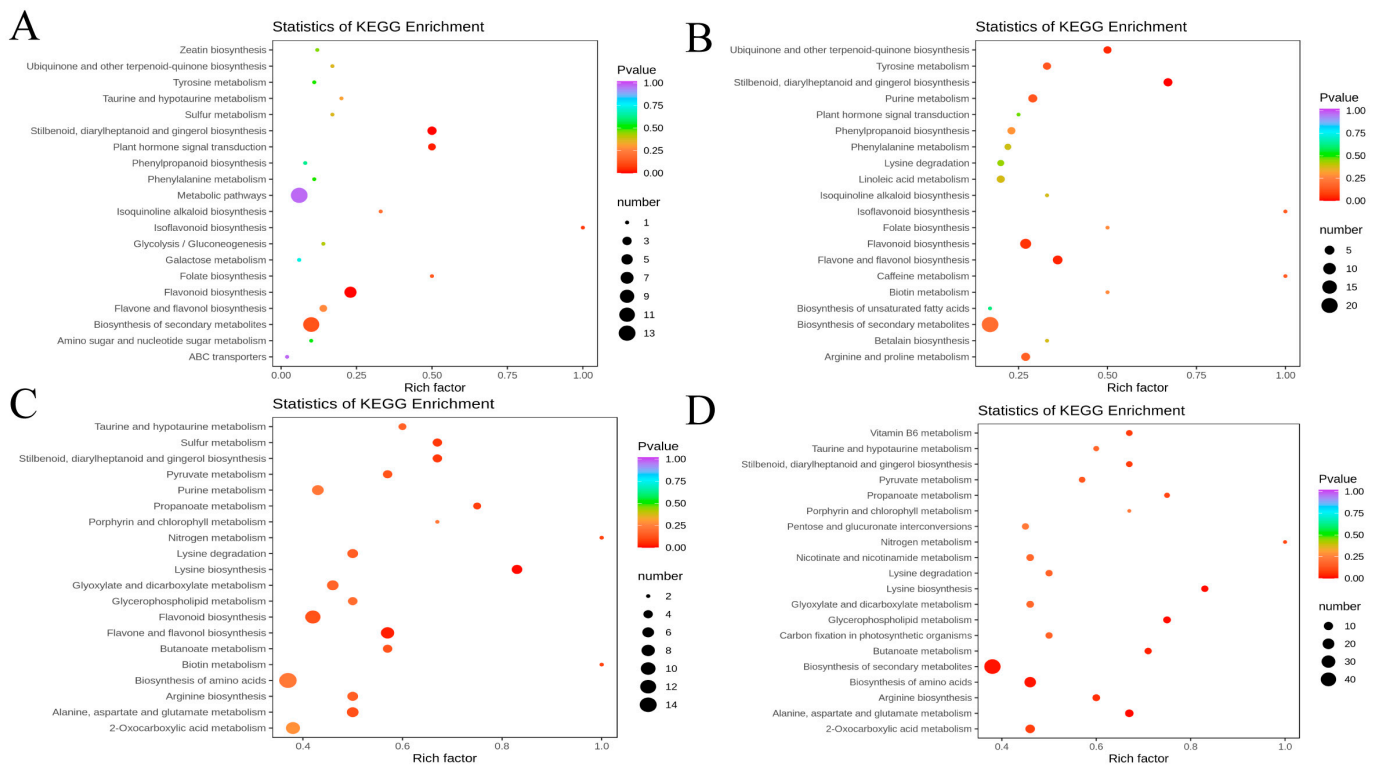 A
Statistics of KEGG Enrichment
Zeatin biosynthesis
Ubiquinone and other terpenoid-quinone biosynthesis
Tyrosine metabolism
Taurine and hypotaurine metabolism
Sulfur metabolism
Stilbenoid, diarylheptanoid and gingerol biosynthesis
Plant hormone signal transduction
Phenylpropanoid biosynthesis
Phenylalanine metabolism
Metabolic pathways
Isoquinoline alkaloid biosynthesis
Isoflavonoid biosynthesis
Glycolysis / Gluconeogenesis
Galactose metabolism
Folate biosynthesis
Flavonoid biosynthesis
Flavone and flavonol biosynthesis
Biosynthesis of secondary metabolites
Amino sugar and nucleotide sugar metabolism
ABC transporters
0.00 0.25 0.50 0.75 1.00
Rich factor
Pvalue
1.00
0.75
0.50
0.25
0.00
number
1
3
5
7
9
11
13
B
Statistics of KEGG Enrichment
Ubiquinone and other terpenoid-quinone biosynthesis
Tyrosine metabolism
Stilbenoid, diarylheptanoid and gingerol biosynthesis
Purine metabolism
Plant hormone signal transduction
Phenylpropanoid biosynthesis
Phenylalanine metabolism
Lysine degradation
Linoleic acid metabolism
Isoquinoline alkaloid biosynthesis
Isoflavonoid biosynthesis
Folate biosynthesis
Flavonoid biosynthesis
Flavone and flavonol biosynthesis
Caffeine metabolism
Biotin metabolism
Biosynthesis of unsaturated fatty acids
Biosynthesis of secondary metabolites
Betalain biosynthesis
Arginine and proline metabolism
0.25 0.50 0.75 1.00
Rich factor
Pvalue
1.00
0.75
0.50
0.25
0.00
number
5
10
15
20
C
Statistics of KEGG Enrichment
Taurine and hypotaurine metabolism
Sulfur metabolism
Stilbenoid, diarylheptanoid and gingerol biosynthesis
Pyruvate metabolism
Purine metabolism
Propanoate metabolism
Porphyrin and chlorophyll metabolism
Nitrogen metabolism
Lysine degradation
Lysine biosynthesis
Glyoxylate and dicarboxylate metabolism
Glycerophospholipid metabolism
Flavonoid biosynthesis
Flavone and flavonol biosynthesis
Butanoate metabolism
Biotin metabolism
Biosynthesis of amino acids
Arginine biosynthesis
Alanine, aspartate and glutamate metabolism
2-Oxocarboxylic acid metabolism
0.4 0.6 0.8 1.0
Rich factor
Pvalue
1.00
0.75
0.50
0.25
0.00
number
2
4
6
8
10
12
14
D
Statistics of KEGG Enrichment
Vitamin B6 metabolism
Taurine and hypotaurine metabolism
Stilbenoid, diarylheptanoid and gingerol biosynthesis
Pyruvate metabolism
Propanoate metabolism
Porphyrin and chlorophyll metabolism
Pentose and glucuronate interconversions
Nitrogen metabolism
Nicotinate and nicotinamide metabolism
Lysine degradation
Lysine biosynthesis
Glyoxylate and dicarboxylate metabolism
Glycerophospholipid metabolism
Carbon fixation in photosynthetic organisms
Butanoate metabolism
Biosynthesis of secondary metabolites
Biosynthesis of amino acids
Arginine biosynthesis
Alanine, aspartate and glutamate metabolism
2-Oxocarboxylic acid metabolism
0.4 0.6 0.8 1.0
Rich factor
Pvalue
1.00
0.75
0.50
0.25
0.00
number
10
20
30
40